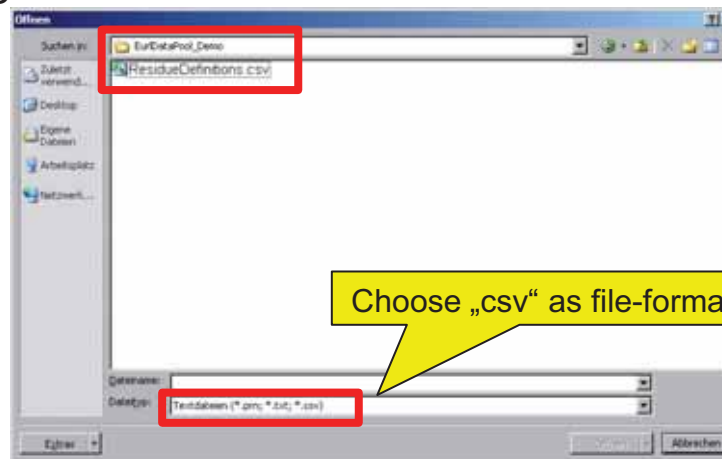 Öffnen
Suchen in:
EurlDataPool_Demo
ResidueDefinitions.csv
Zuletzt verwend...
Desktop
Eigene Dateien
Arbeitsplatz
Netzwerk...
Choose „csv“ as file-forma
Dateiname:
Dateityp:
Textdateien (*.prn; *.txt; *.csv)
Extras
Abbrechen